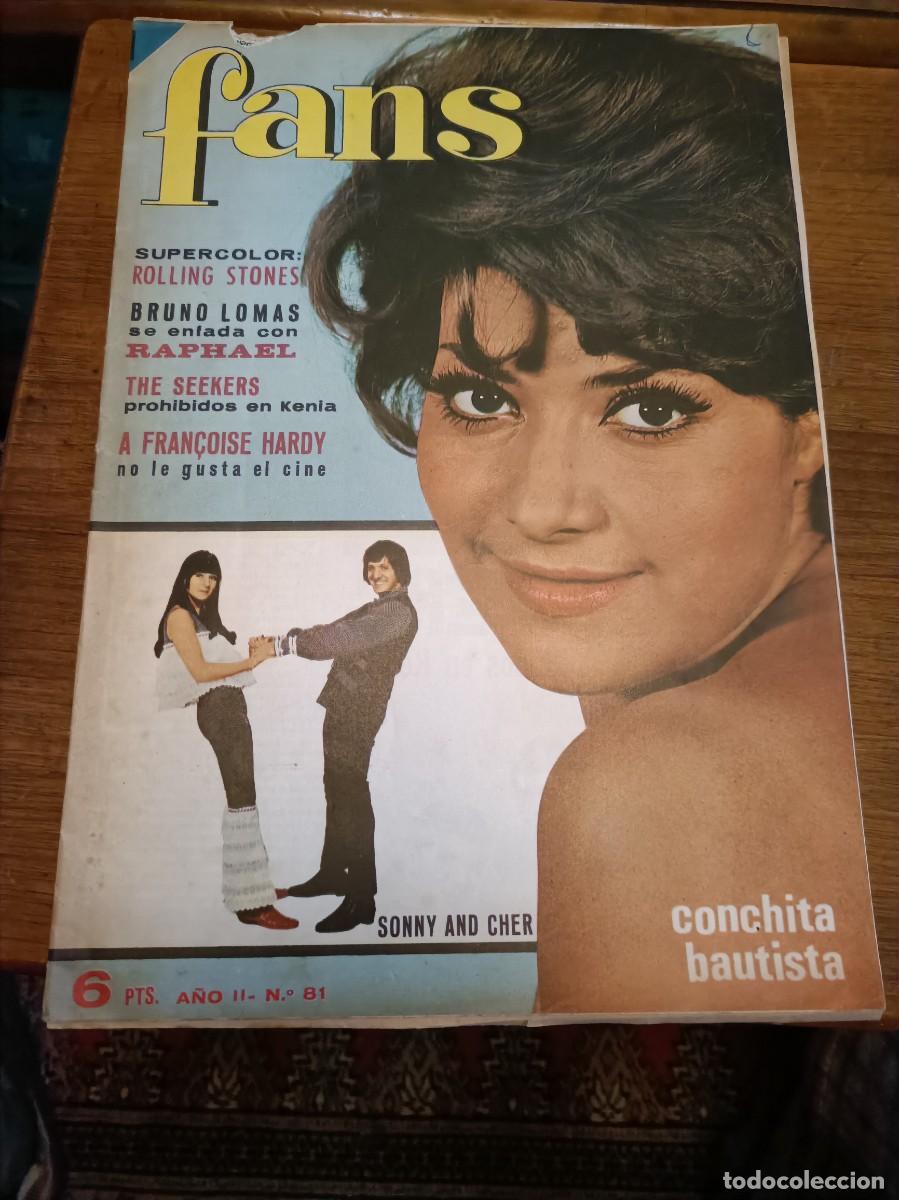 fans
SUPERCOLOR:
ROLLING STONES
BRUNO LOMAS
se enfada con
RAPHAEL
THE SEEKERS
prohibidos en Kenia
A FRANÇOISE HARDY
no le gusta el cine
SONNY AND CHER
conchita
bautista
6 PTS. AÑO II- N.º 81
todocoleccion